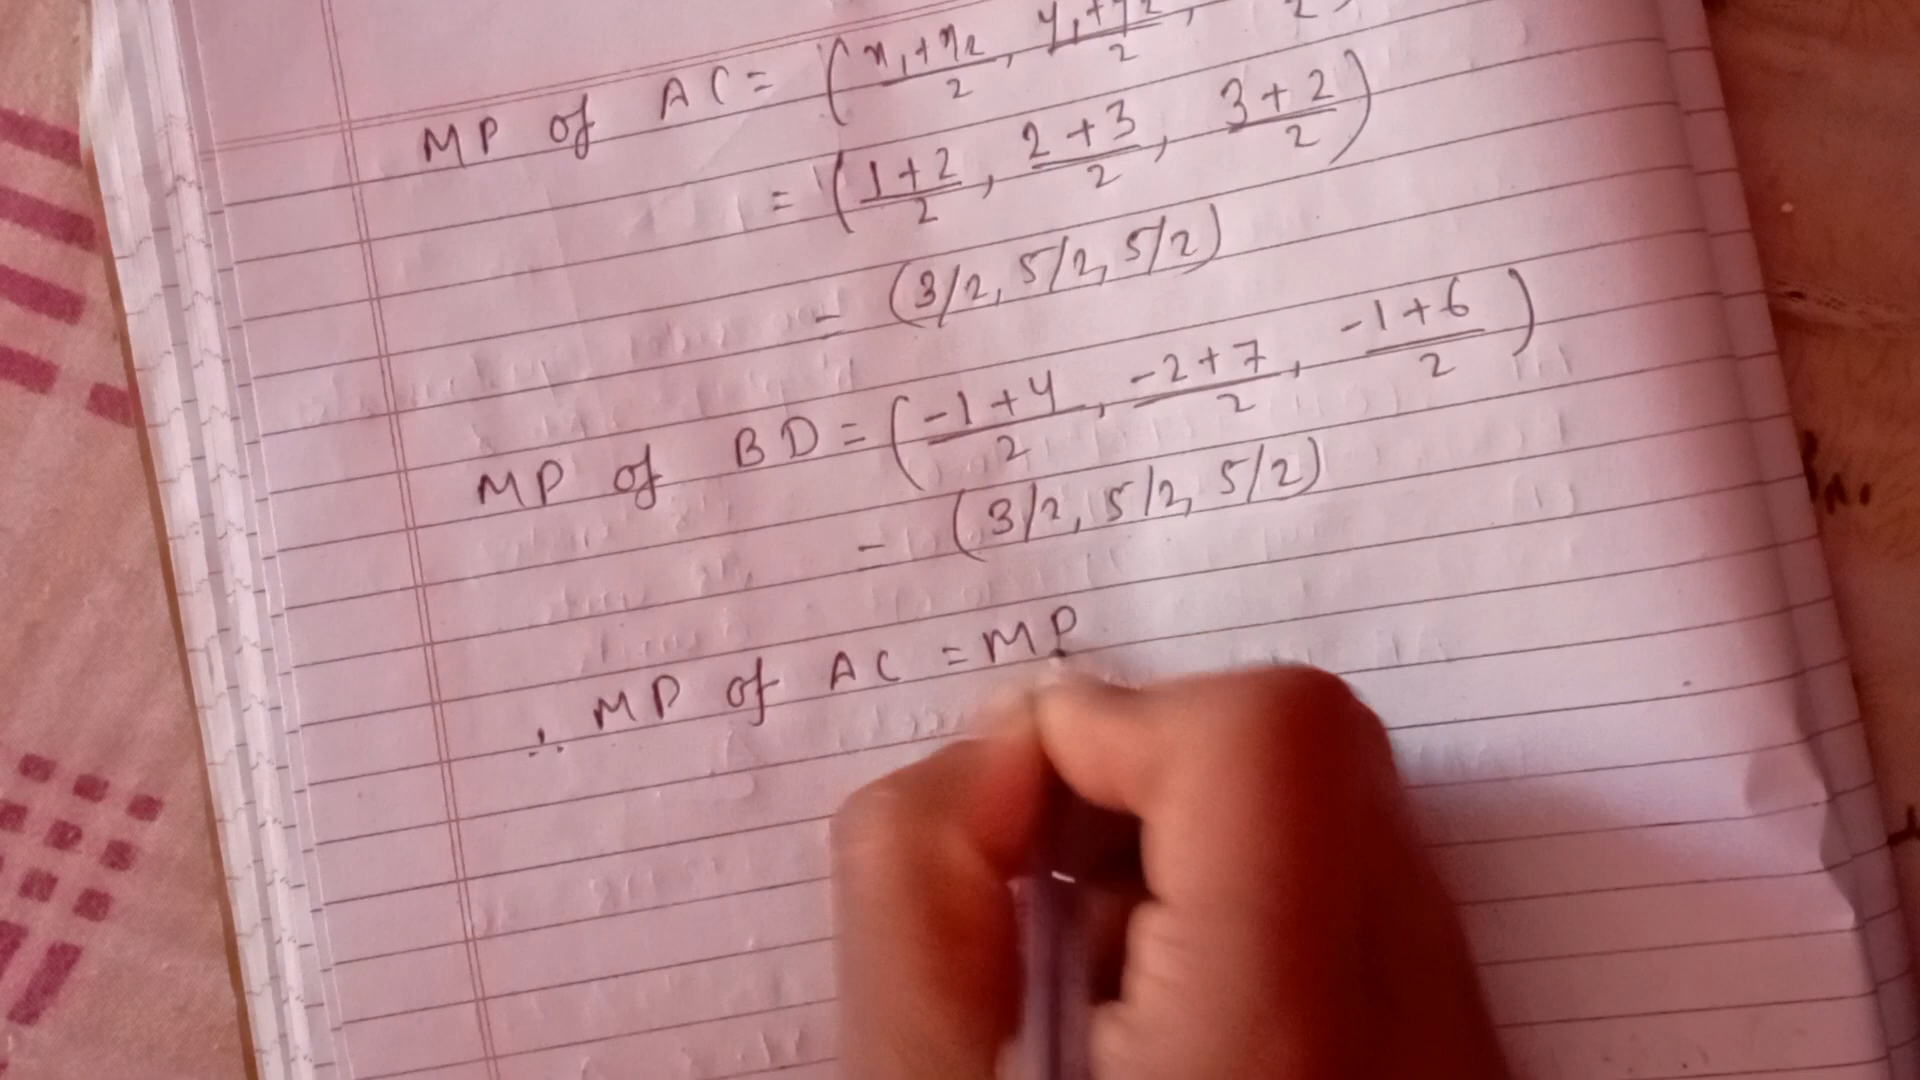 MP of AC = (x₁+x₂/2, y₁+y₂/2, /2)
= (1+2/2, 2+3/2, 3+2/2)
= (3/2, 5/2, 5/2)
MP of BD = (-1+4/2, -2+7/2, -1+6/2)
= (3/2, 5/2, 5/2)
∴ MP of AC = MP